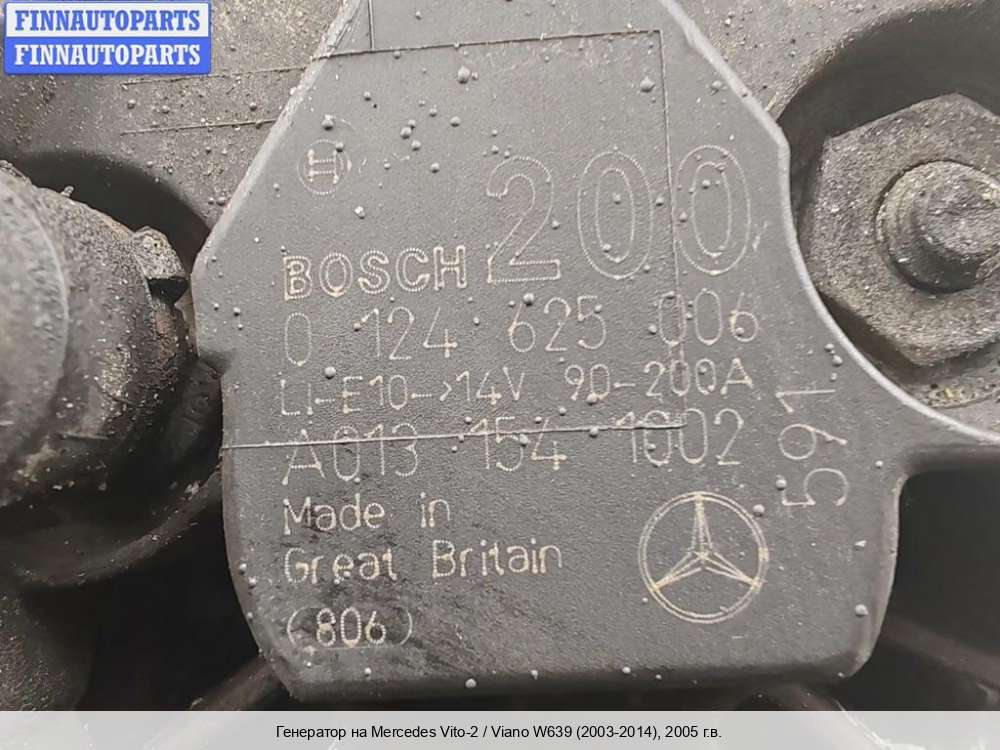 FINNAUTOPARTS
FINNAUTOPARTS
200
BOSCH
0 124 625 006
LI-E10->14V 90-200A
A013 154 1002
591
Made in
Great Britain
(806)
Генератор на Mercedes Vito-2 / Viano W639 (2003-2014), 2005 г.в.